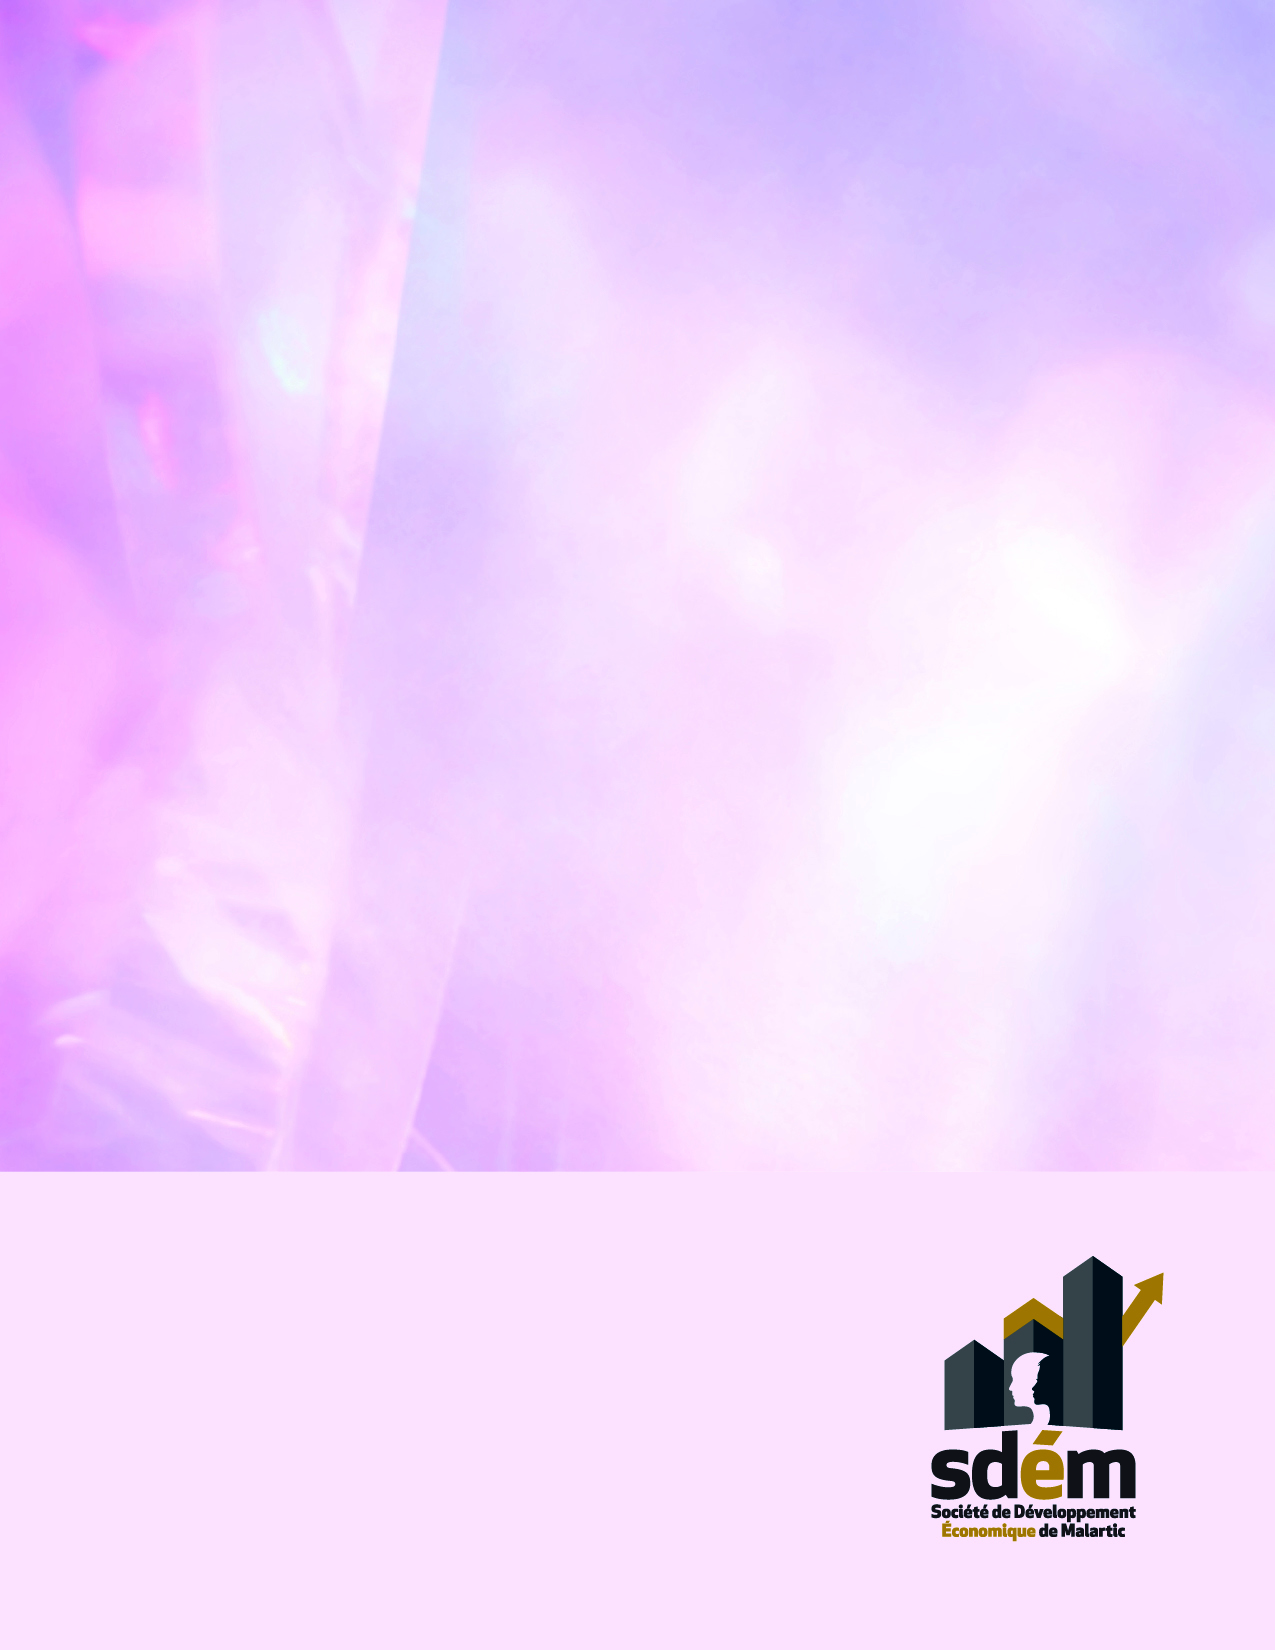 sdém
Société de Développement
Économique de Malartic